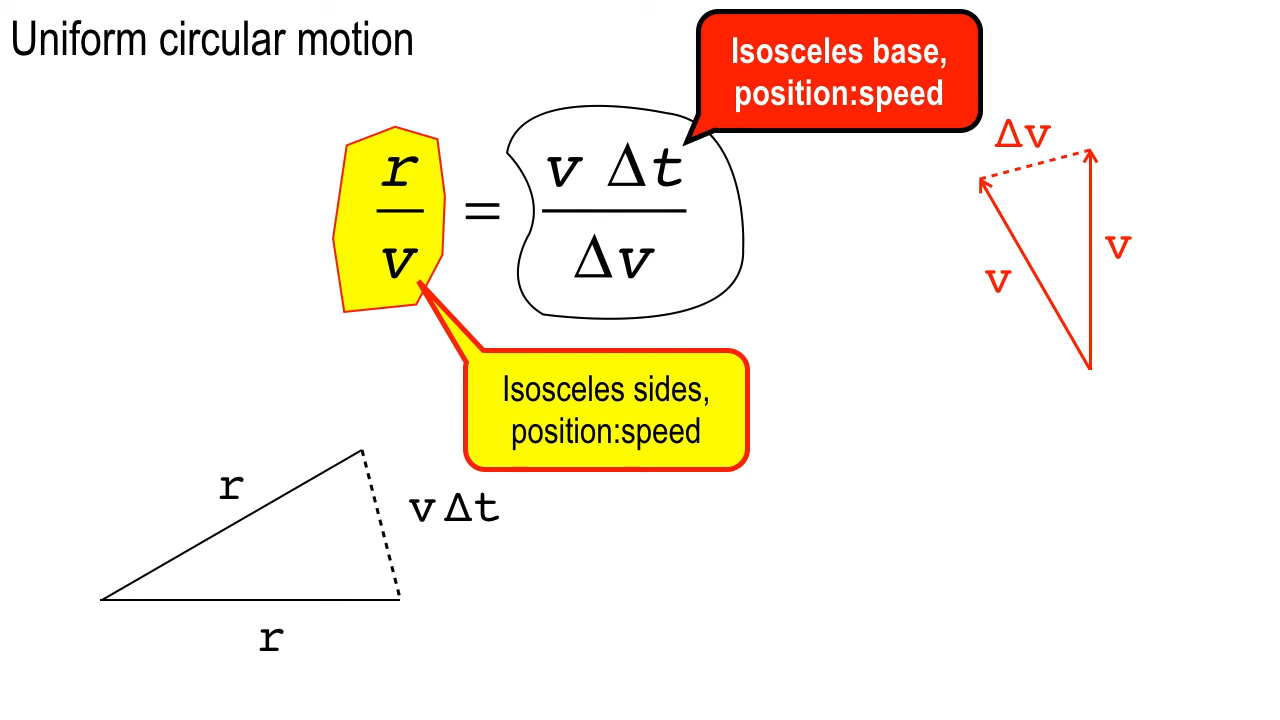 Uniform circular motion
Isosceles base,
position:speed
r
v
=
v Δt
Δv
Δv
v
v
Isosceles sides,
position:speed
r
v Δt
r